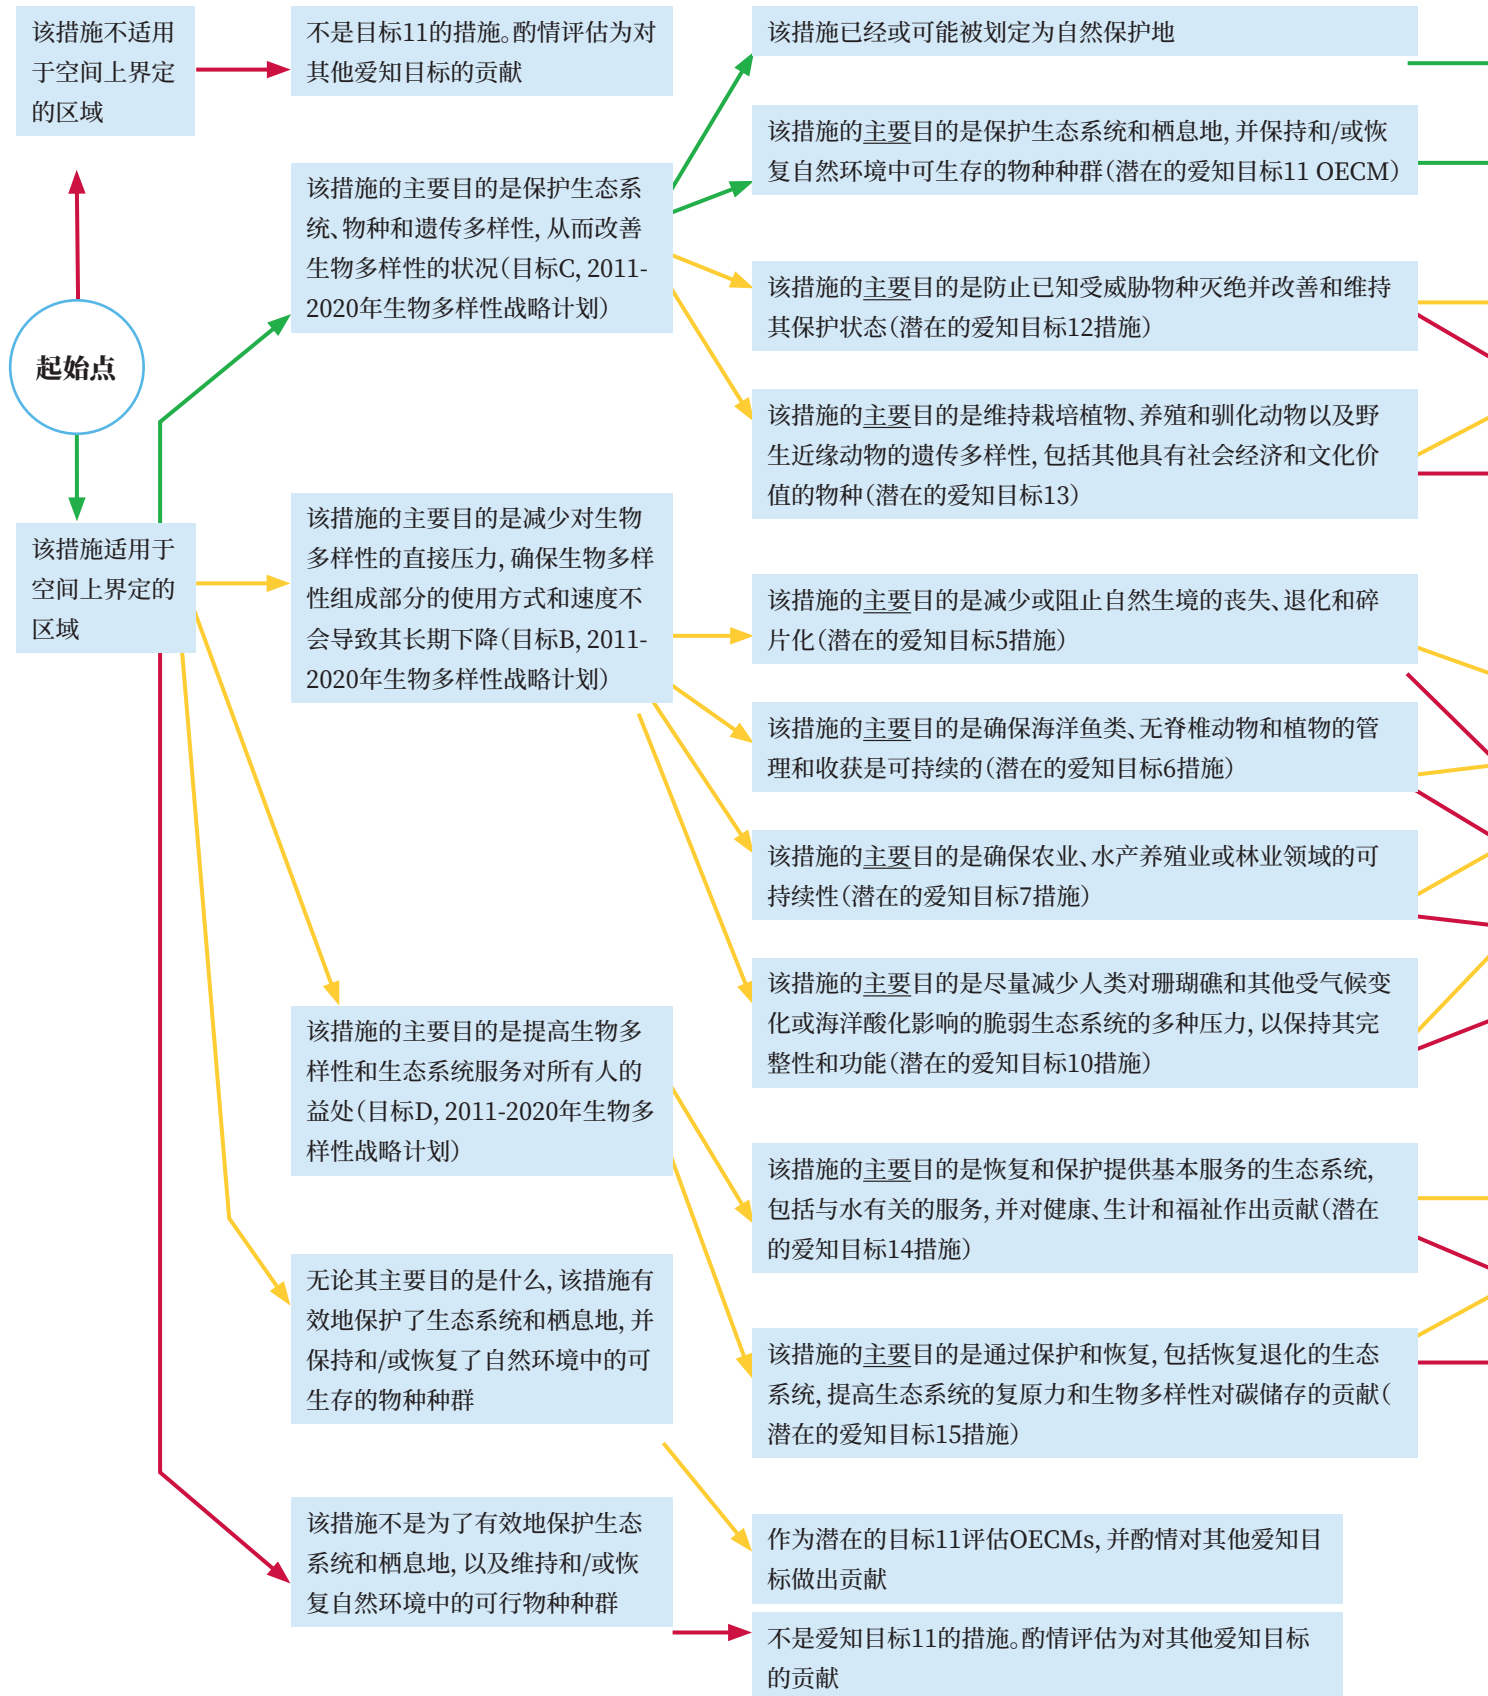 该措施不适用
于空间上界定
的区域
起始点
该措施适用于
空间上界定的
区域
不是目标11的措施。酌情评估为对
其他爱知目标的贡献
该措施的主要目的是保护生态系
统、物种和遗传多样性, 从而改善
生物多样性的状况（目标C, 2011-
2020年生物多样性战略计划）
该措施的主要目的是减少对生物
多样性的直接压力, 确保生物多样
性组成部分的使用方式和速度不
会导致其长期下降（目标B, 2011-
2020年生物多样性战略计划）
该措施的主要目的是提高生物多
样性和生态系统服务对所有人的
益处（目标D, 2011-2020年生物多
样性战略计划）
无论其主要目的是什么, 该措施有
效地保护了生态系统和栖息地, 并
保持和/或恢复了自然环境中的可
生存的物种种群
该措施不是为了有效地保护生态
系统和栖息地, 以及维持和/或恢
复自然环境中的可行物种种群
该措施已经或可能被划定为自然保护地
该措施的主要目的是保护生态系统和栖息地, 并保持和/或恢
复自然环境中可生存的物种种群（潜在的爱知目标11 OECM）
该措施的主要目的是防止已知受威胁物种灭绝并改善和维持
其保护状态（潜在的爱知目标12措施）
该措施的主要目的是维持栽培植物、养殖和驯化动物以及野
生近缘动物的遗传多样性, 包括其他具有社会经济和文化价
值的物种（潜在的爱知目标13）
该措施的主要目的是减少或阻止自然生境的丧失、退化和碎
片化（潜在的爱知目标5措施）
该措施的主要目的是确保海洋鱼类、无脊椎动物和植物的管
理和收获是可持续的（潜在的爱知目标6措施）
该措施的主要目的是确保农业、水产养殖业或林业领域的可
持续性（潜在的爱知目标7措施）
该措施的主要目的是尽量减少人类对珊瑚礁和其他受气候变
化或海洋酸化影响的脆弱生态系统的多种压力, 以保持其完
整性和功能（潜在的爱知目标10措施）
该措施的主要目的是恢复和保护提供基本服务的生态系统,
包括与水有关的服务, 并对健康、生计和福祉作出贡献（潜在
的爱知目标14措施）
该措施的主要目的是通过保护和恢复, 包括恢复退化的生态
系统, 提高生态系统的复原力和生物多样性对碳储存的贡献（
潜在的爱知目标15措施）
作为潜在的目标11评估OECMs, 并酌情对其他爱知目
标做出贡献
不是爱知目标11的措施。酌情评估为对其他爱知目标
的贡献